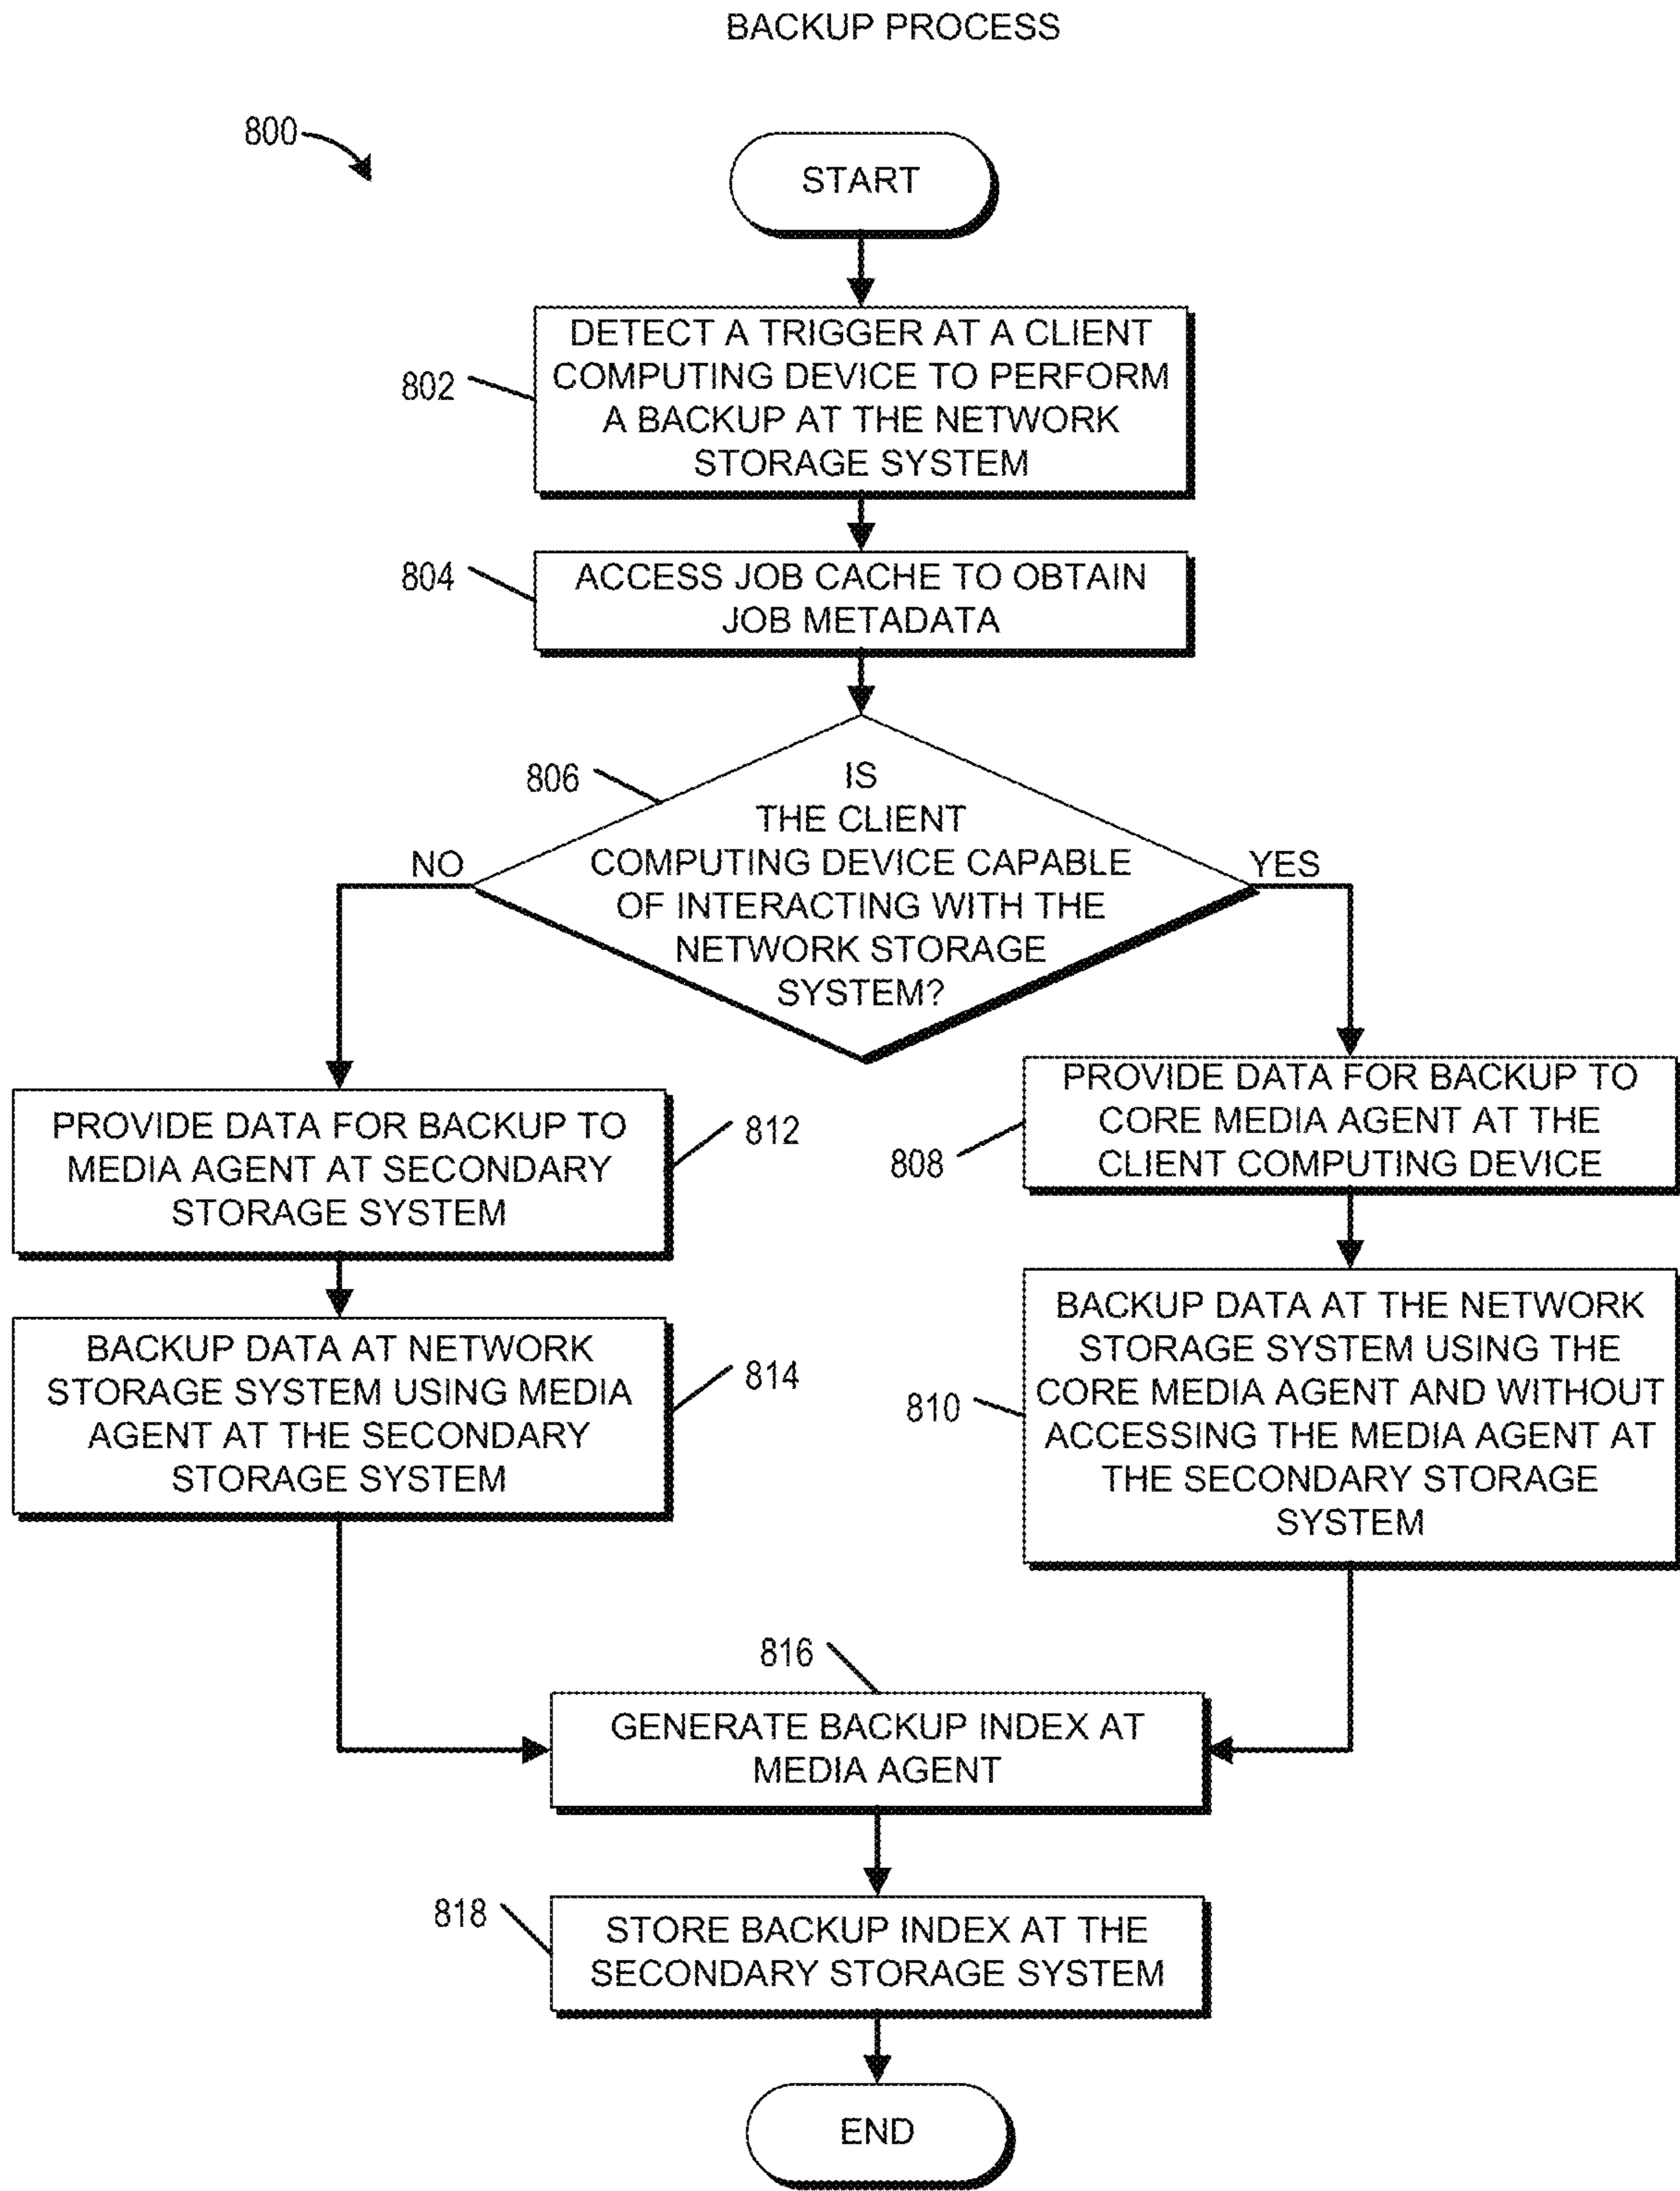 BACKUP PROCESS
800
START
802
DETECT A TRIGGER AT A CLIENT
COMPUTING DEVICE TO PERFORM
A BACKUP AT THE NETWORK
STORAGE SYSTEM
804
ACCESS JOB CACHE TO OBTAIN
JOB METADATA
806
IS
THE CLIENT
COMPUTING DEVICE CAPABLE
OF INTERACTING WITH THE
NETWORK STORAGE
SYSTEM?
NO
YES
PROVIDE DATA FOR BACKUP TO
MEDIA AGENT AT SECONDARY
STORAGE SYSTEM
812
808
PROVIDE DATA FOR BACKUP TO
CORE MEDIA AGENT AT THE
CLIENT COMPUTING DEVICE
BACKUP DATA AT NETWORK
STORAGE SYSTEM USING MEDIA
AGENT AT THE SECONDARY
STORAGE SYSTEM
814
810
BACKUP DATA AT THE NETWORK
STORAGE SYSTEM USING THE
CORE MEDIA AGENT AND WITHOUT
ACCESSING THE MEDIA AGENT AT
THE SECONDARY STORAGE
SYSTEM
816
GENERATE BACKUP INDEX AT
MEDIA AGENT
818
STORE BACKUP INDEX AT THE
SECONDARY STORAGE SYSTEM
END